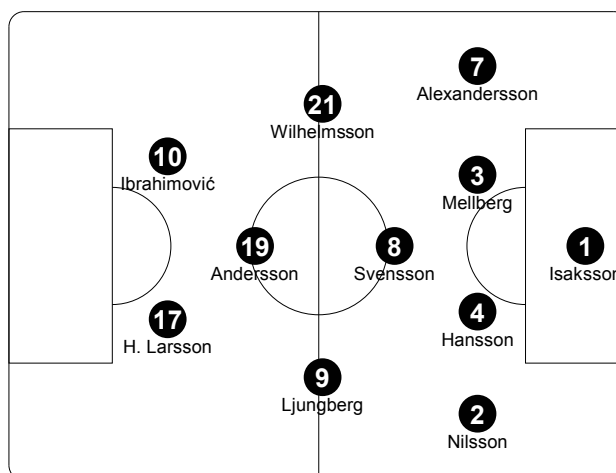 7
Alexandersson
21
Wilhelmsson
10
Ibrahimović
3
Mellberg
19
Andersson
8
Svensson
1
Isaksson
17
H. Larsson
4
Hansson
9
Ljungberg
2
Nilsson